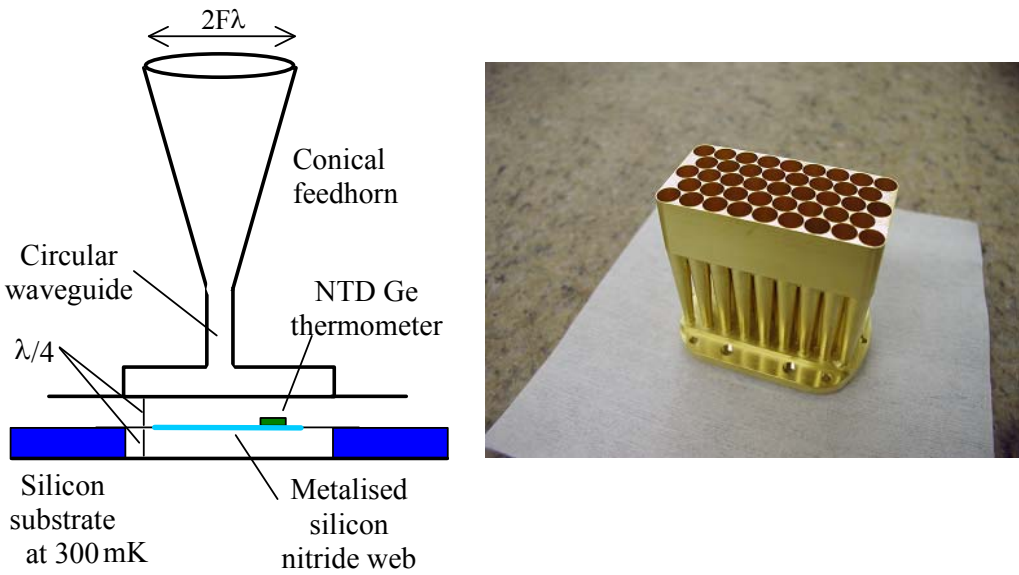 2Fλ
Conical
feedhorn
Circular
waveguide
NTD Ge
thermometer
λ/4
Silicon
substrate
at 300 mK
Metalised
silicon
nitride web